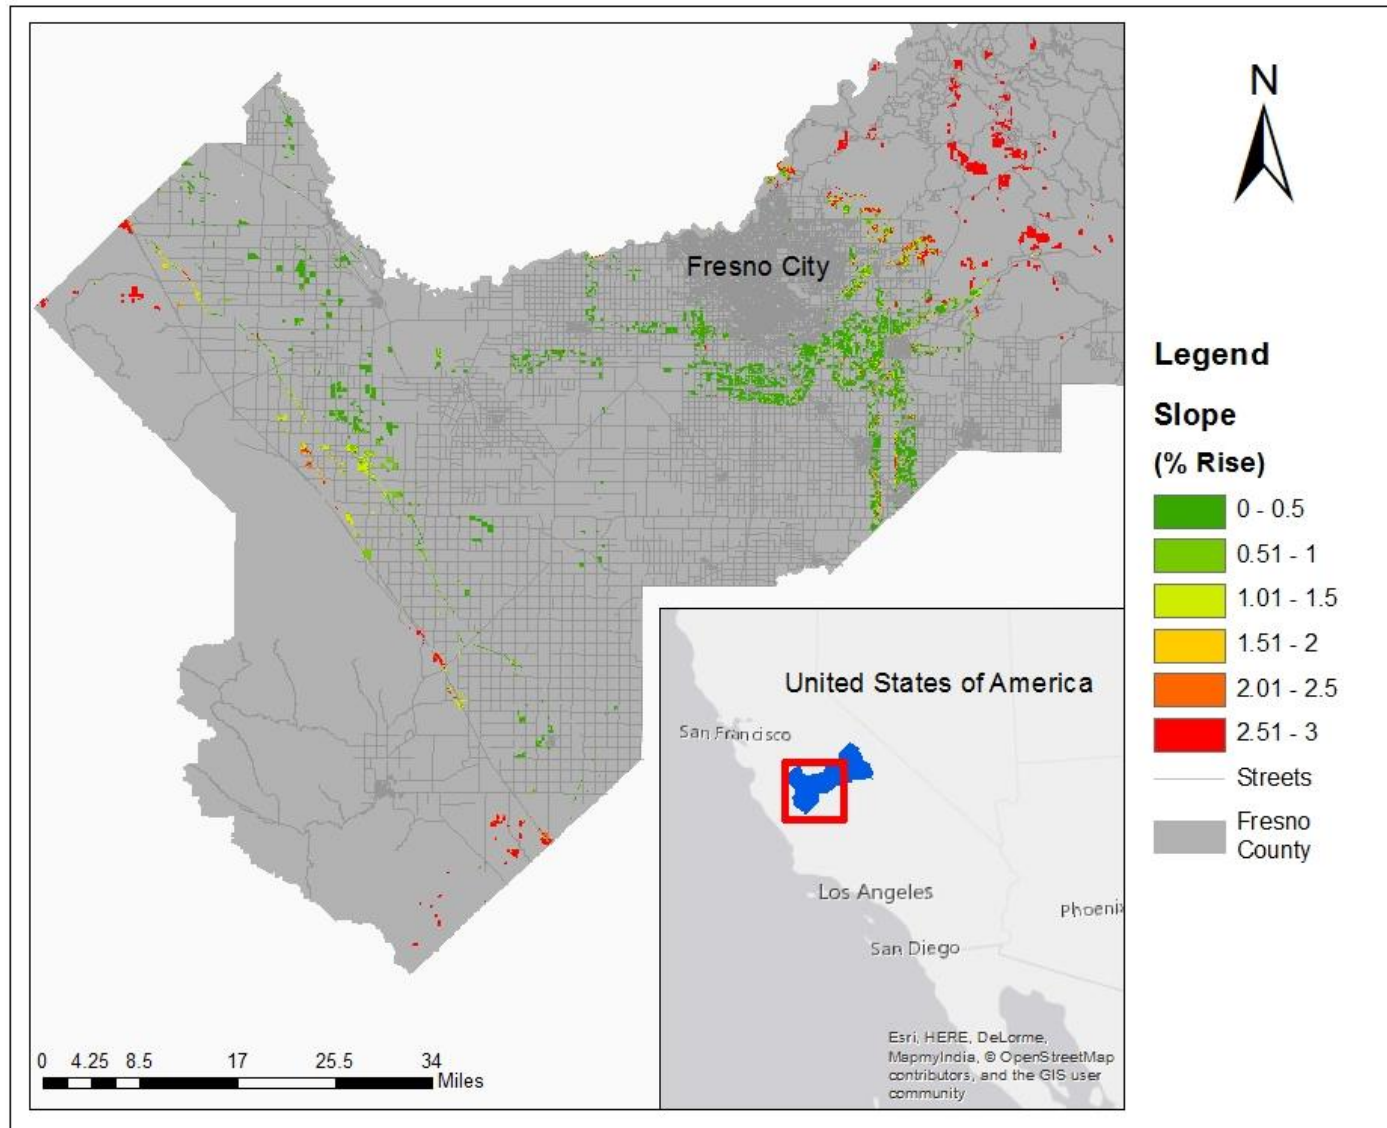 N
Fresno City
Legend
Slope
(% Rise)
0 - 0.5
0.51 - 1
1.01 - 1.5
1.51 - 2
2.01 - 2.5
2.51 - 3
Streets
Fresno
County
United States of America
San Francisco
Los Angeles
Phoenix
San Diego
Esri, HERE, DeLorme,
MapmyIndia, © OpenStreetMap
contributors, and the GIS user
community
0 4.25 8.5 17 25.5 34
Miles